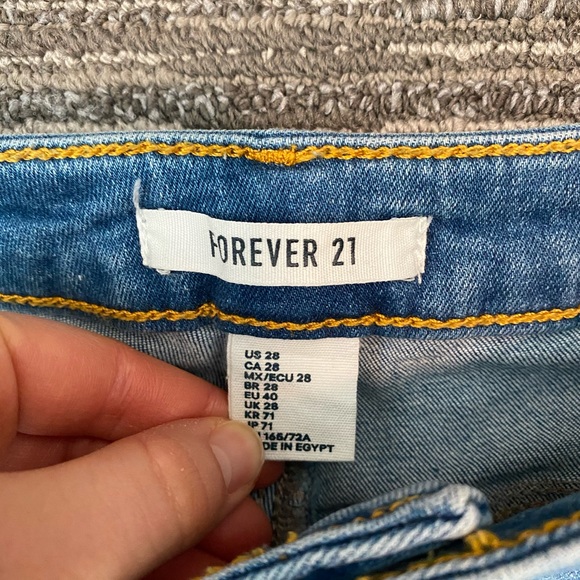 FOREVER 21
US 28
CA 28
MX/ECU 28
BR 28
EU 40
UK 28
KR 71
JP 71
165/72A
MADE IN EGYPT